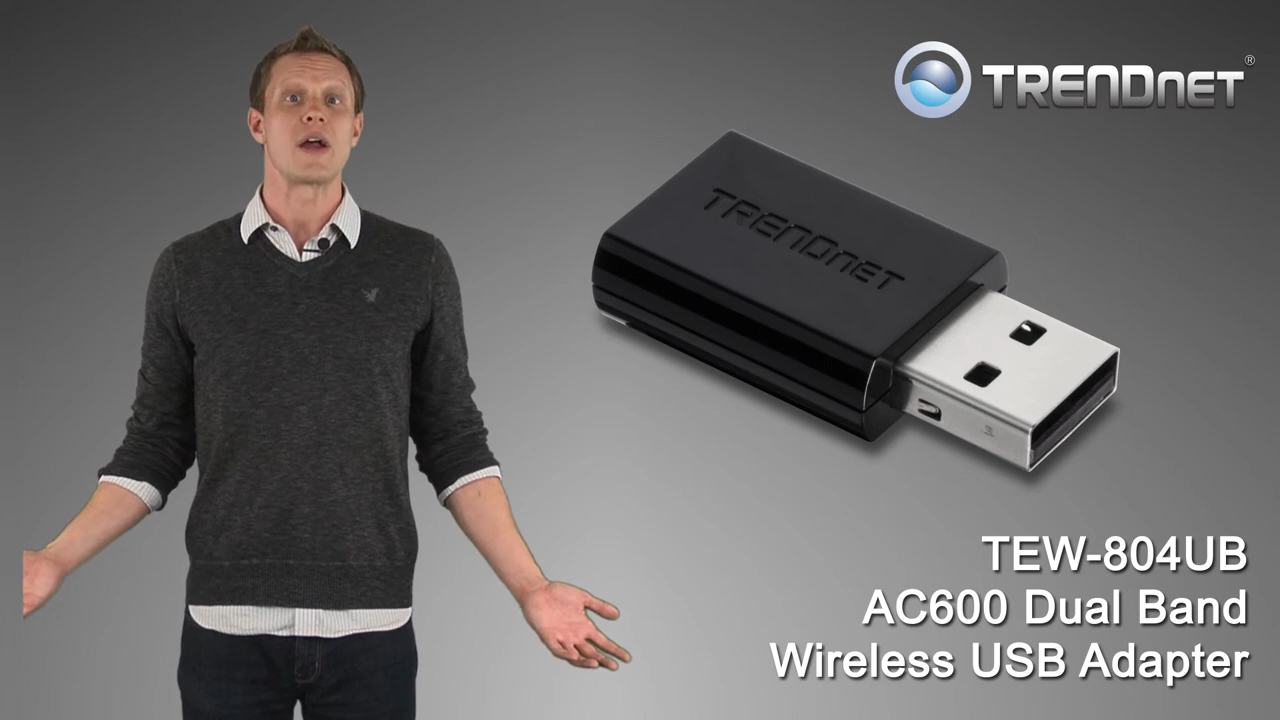 TRENDNET®
TRENDNET
TEW-804UB
AC600 Dual Band
Wireless USB Adapter